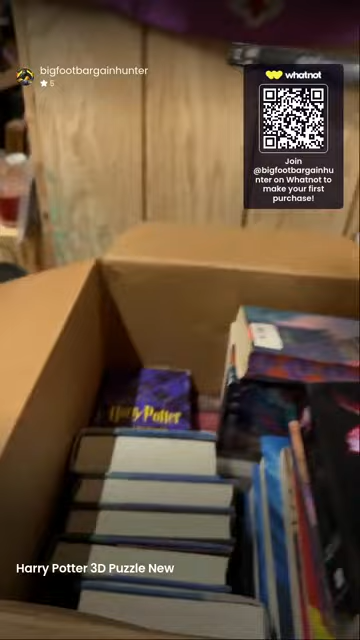 bigfootbargainhunter
★ 5
whatnot
Join
@bigfootbargainhu
nter on Whatnot to
make your first
purchase!
Harry Potter
Harry Potter 3D Puzzle New